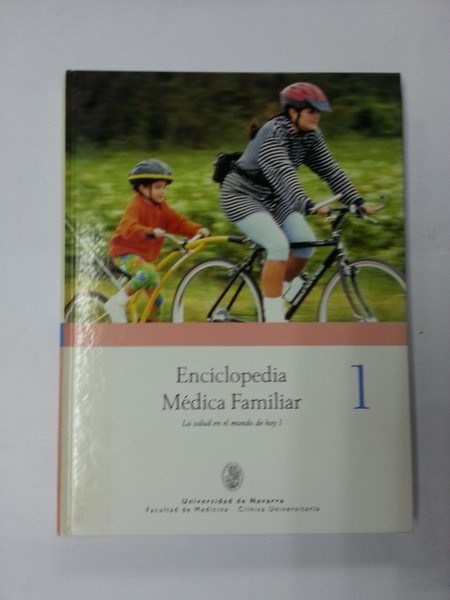 Enciclopedia
Médica Familiar
1
La salud en el mundo de hoy I
Universidad de Navarra
Facultad de Medicina Clínica Universitaria